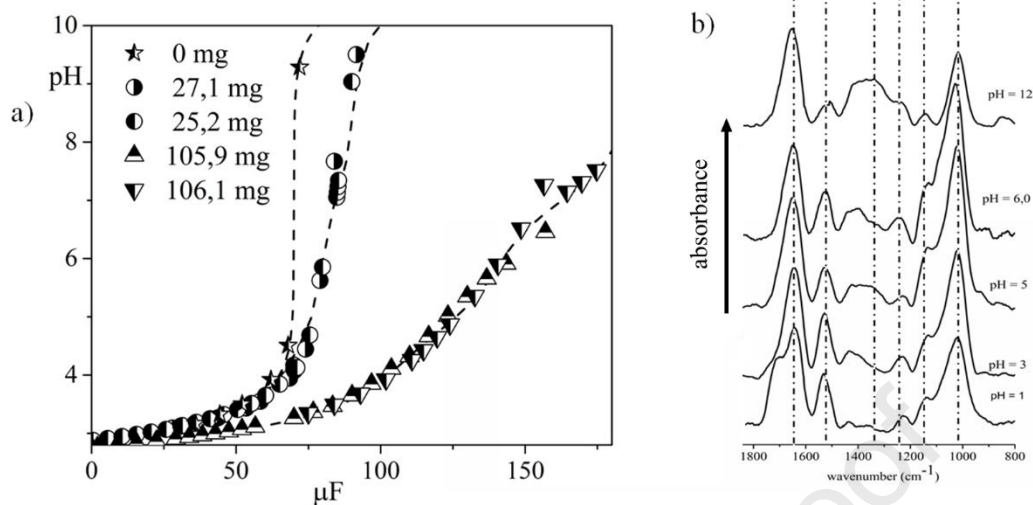 a)
pH
10
8
6
4
0 mg
27,1 mg
25,2 mg
105,9 mg
106,1 mg
0 50 100 150
µF
b)
absorbance
pH = 12
pH = 6,0
pH = 5
pH = 3
pH = 1
1800 1600 1400 1200 1000 800
wavenumber (cm-1)
oof